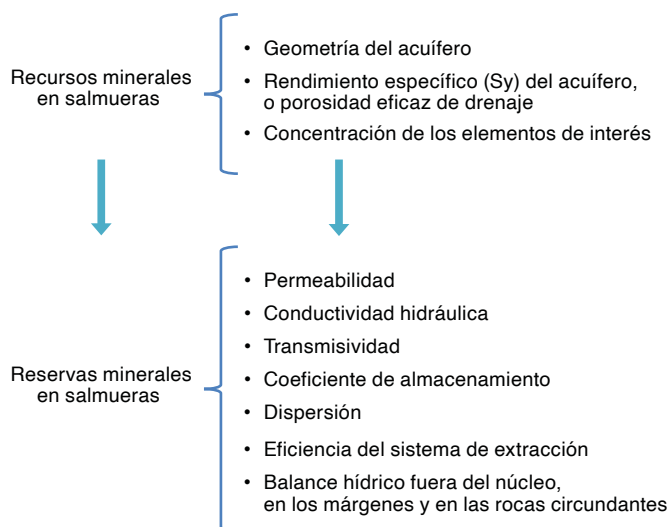 Recursos minerales
en salmueras
• Geometría del acuífero
• Rendimiento específico (Sy) del acuífero,
o porosidad eficaz de drenaje
• Concentración de los elementos de interés
Reservas minerales
en salmueras
• Permeabilidad
• Conductividad hidráulica
• Transmisividad
• Coeficiente de almacenamiento
• Dispersión
• Eficiencia del sistema de extracción
• Balance hídrico fuera del núcleo,
en los márgenes y en las rocas circundantes